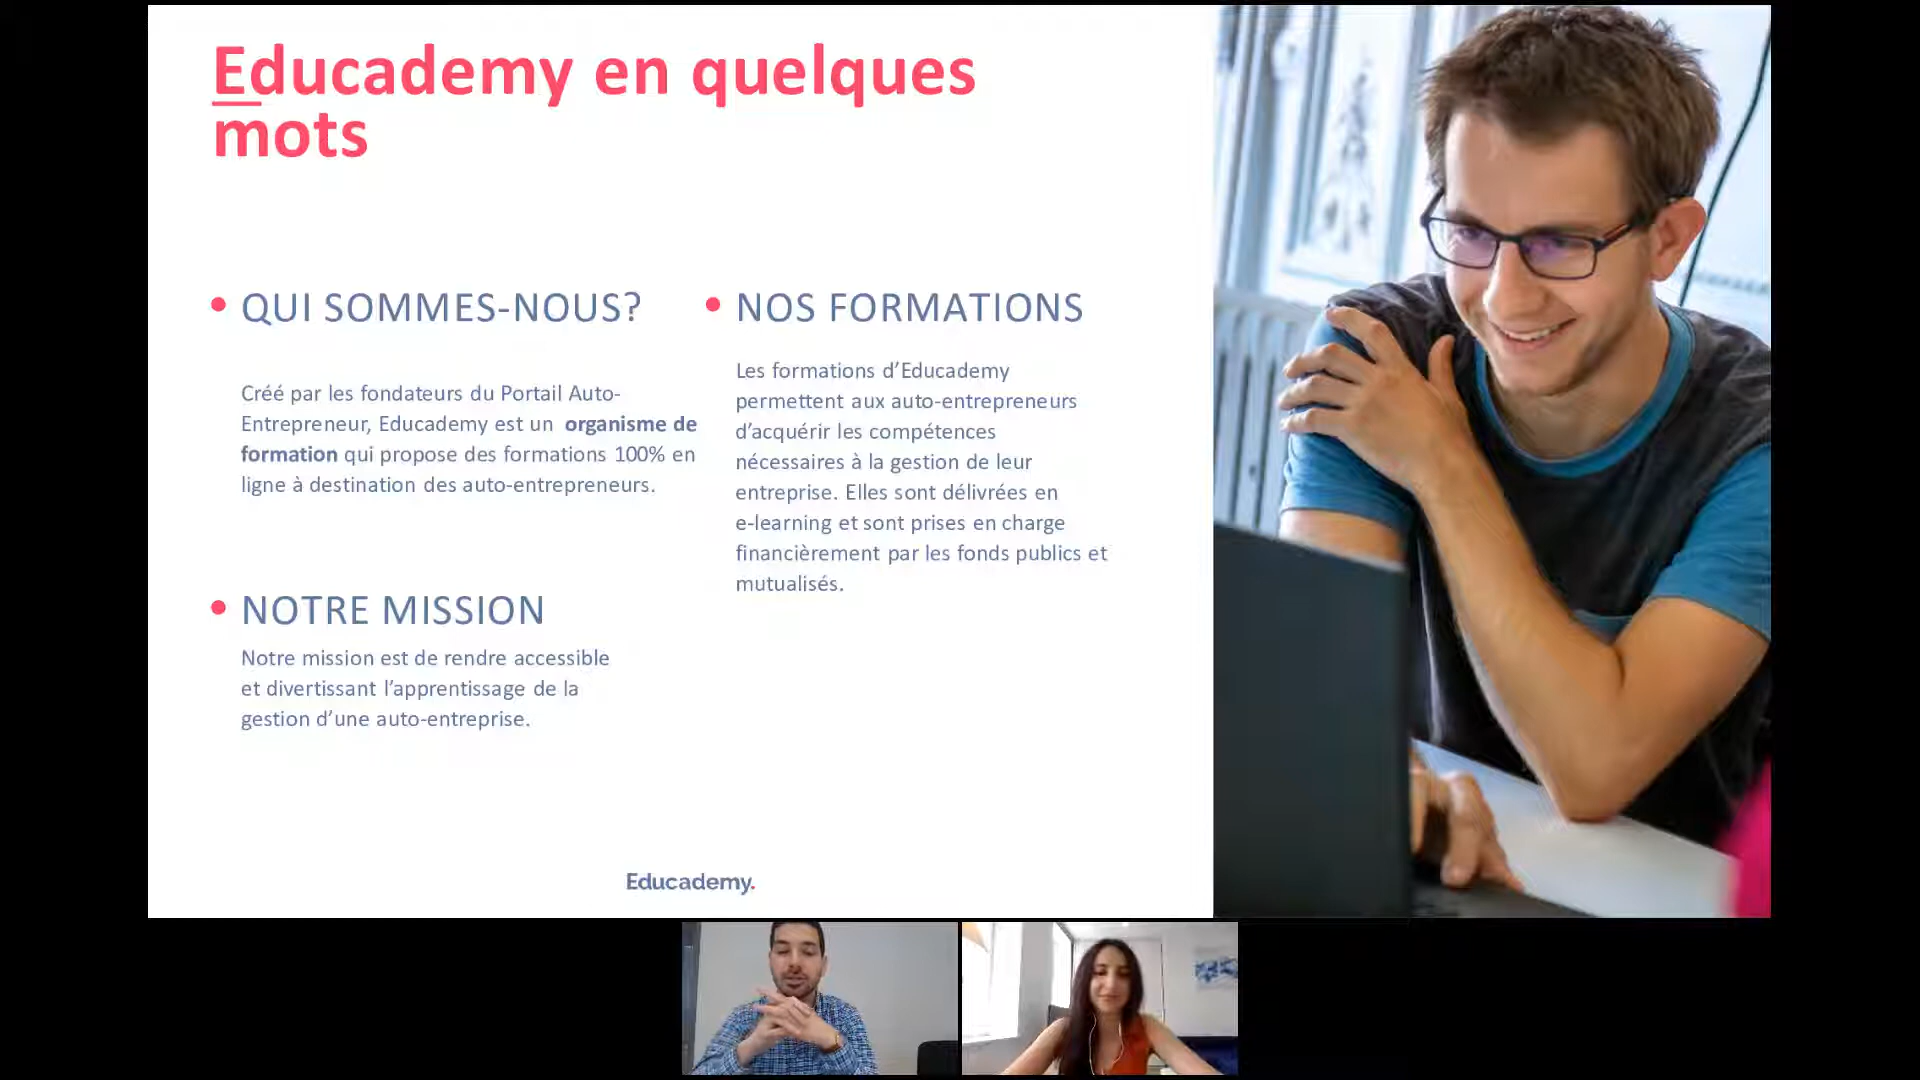 Educademy en quelques
mots
QUI SOMMES-NOUS?
Créé par les fondateurs du Portail Auto-
Entrepreneur, Educademy est un organisme de
formation qui propose des formations 100% en
ligne à destination des auto-entrepreneurs.
NOTRE MISSION
Notre mission est de rendre accessible
et divertissant l’apprentissage de la
gestion d’une auto-entreprise.
NOS FORMATIONS
Les formations d’Educademy
permettent aux auto-entrepreneurs
d’acquérir les compétences
nécessaires à la gestion de leur
entreprise. Elles sont délivrées en
e-learning et sont prises en charge
financièrement par les fonds publics et
mutualisés.
Educademy.